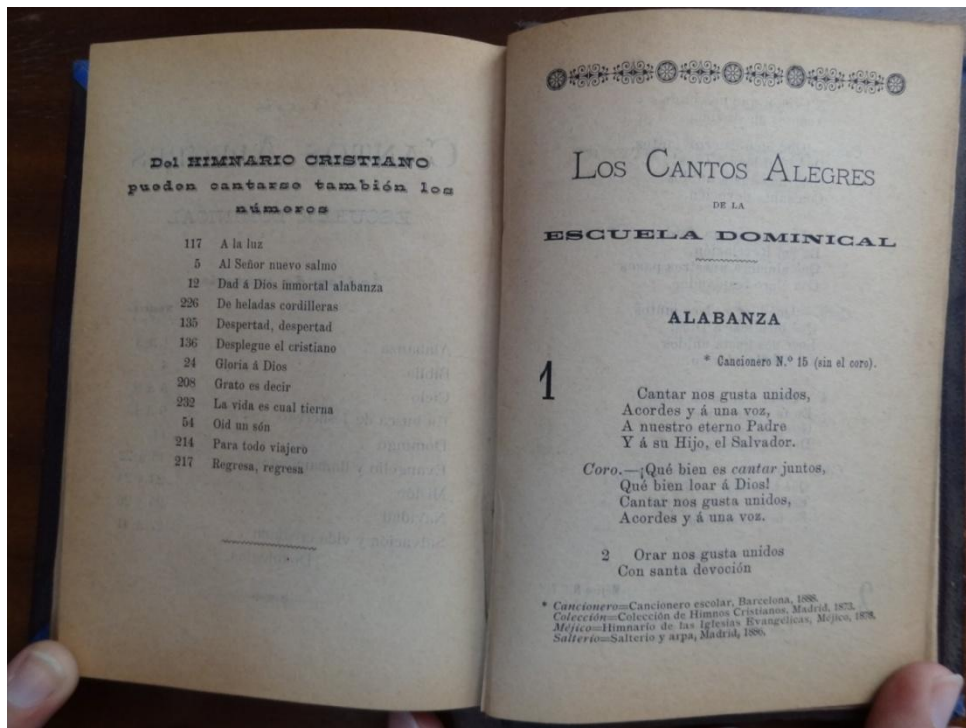 Del HIMNARIO CRISTIANO
pueden cantarse también los
números
117 A la luz
5 Al Señor nuevo salmo
12 Dad á Dios inmortal alabanza
226 De heladas cordilleras
135 Despertad, despertad
136 Desplegue el cristiano
24 Gloria á Dios
208 Grato es decir
232 La vida es cual tierna
54 Oid un són
214 Para todo viajero
217 Regresa, regresa
LOS CANTOS ALEGRES
DE LA
ESCUELA DOMINICAL
ALABANZA
* Cancionero N.º 15 (sin el coro).
1 Cantar nos gusta unidos,
Acordes y á una voz,
A nuestro eterno Padre
Y á su Hijo, el Salvador.
Coro.—¡Qué bien es cantar juntos,
Qué bien loar á Dios!
Cantar nos gusta unidos,
Acordes y á una voz.
2 Orar nos gusta unidos
Con santa devoción
* Cancionero=Cancionero escolar, Barcelona, 1888.
Colección=Colección de Himnos Cristianos, Madrid, 1873.
Méjico=Himnario de las Iglesias Evangélicas, Méjico, 1878.
Salterio=Salterio y arpa, Madrid, 1886.